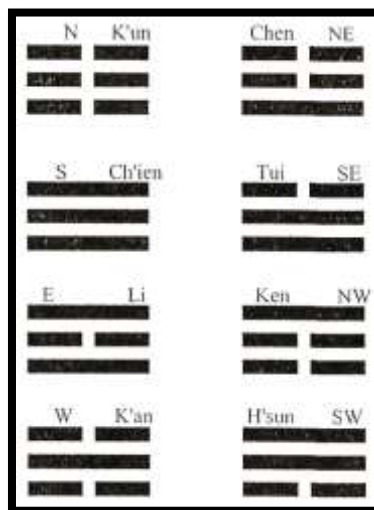 N K'un
Chen NE
S Ch'ien
Tui SE
E Li
Ken NW
W K'an
H'sun SW